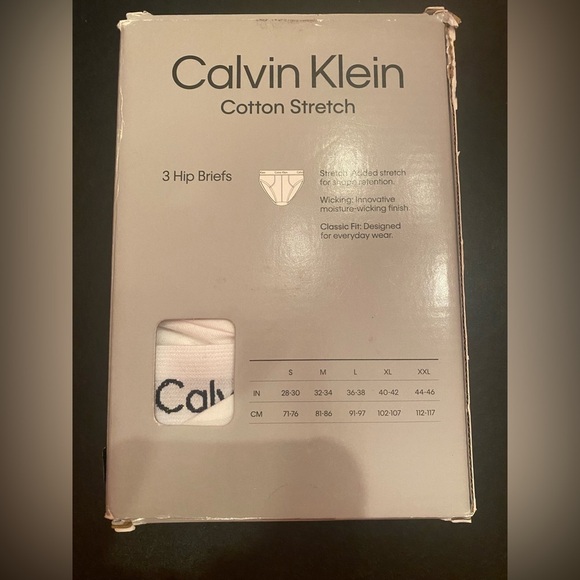 Calvin Klein
Cotton Stretch
3 Hip Briefs
Stretch: Added stretch
for shape retention.
Wicking: Innovative
moisture-wicking finish
Classic Fit: Designed
for everyday wear.
Calv
S M L XL XXL
IN 28-30 32-34 36-38 40-42 44-46
CM 71-76 81-86 91-97 102-107 112-117